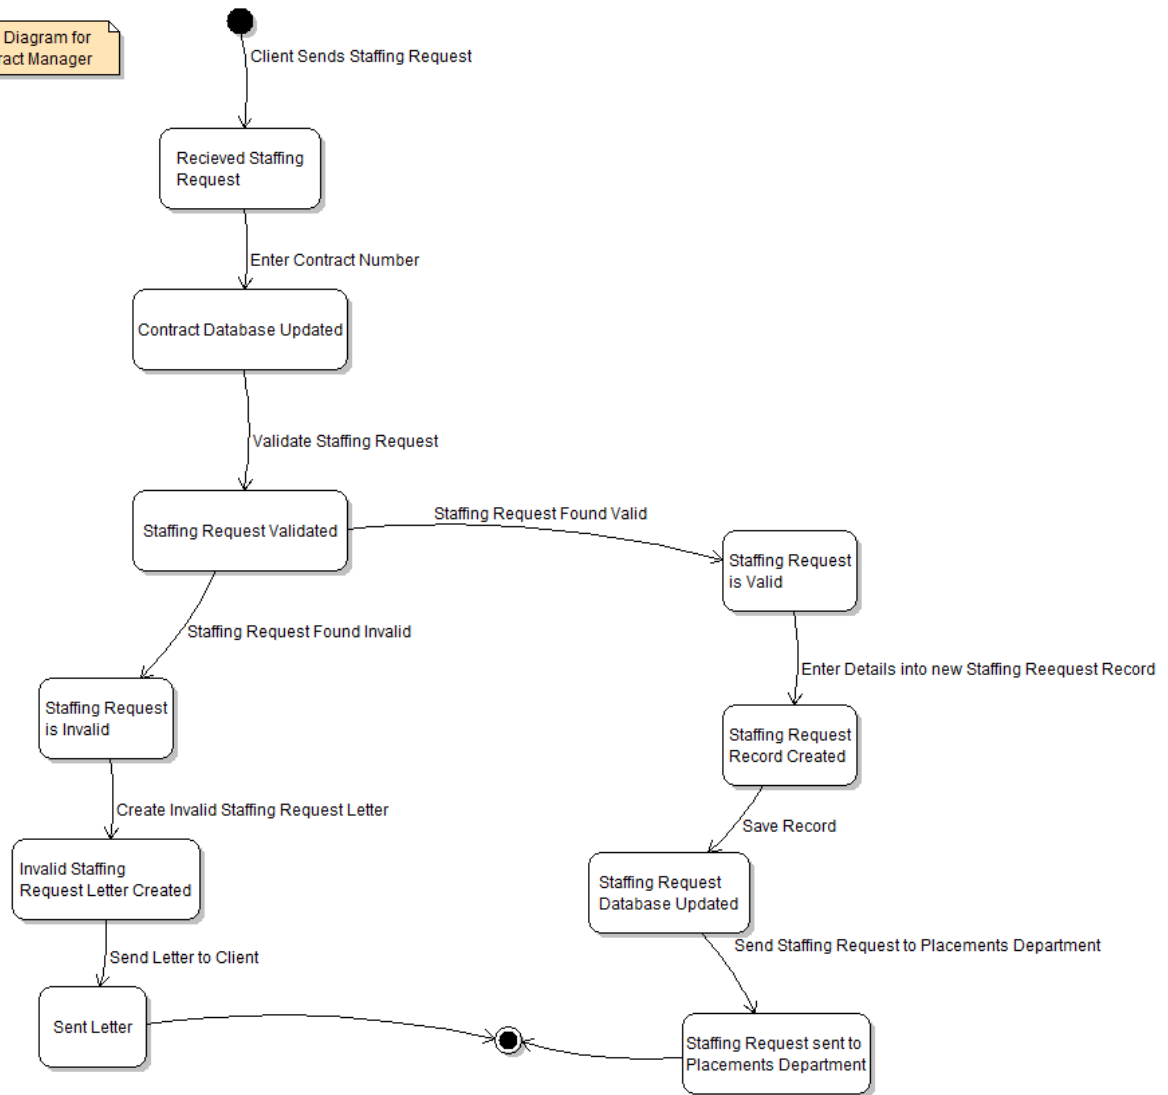 Diagram for
Manager
Client Sends Staffing Request
Recieved Staffing
Request
Enter Contract Number
Contract Database Updated
Validate Staffing Request
Staffing Request Validated
Staffing Request Found Valid
Staffing Request
is Valid
Staffing Request Found Invalid
Enter Details into new Staffing Reequest Record
Staffing Request
is Invalid
Staffing Request
Record Created
Create Invalid Staffing Request Letter
Save Record
Invalid Staffing
Request Letter Created
Staffing Request
Database Updated
Send Staffing Request to Placements Department
Send Letter to Client
Sent Letter
Staffing Request sent to
Placements Department